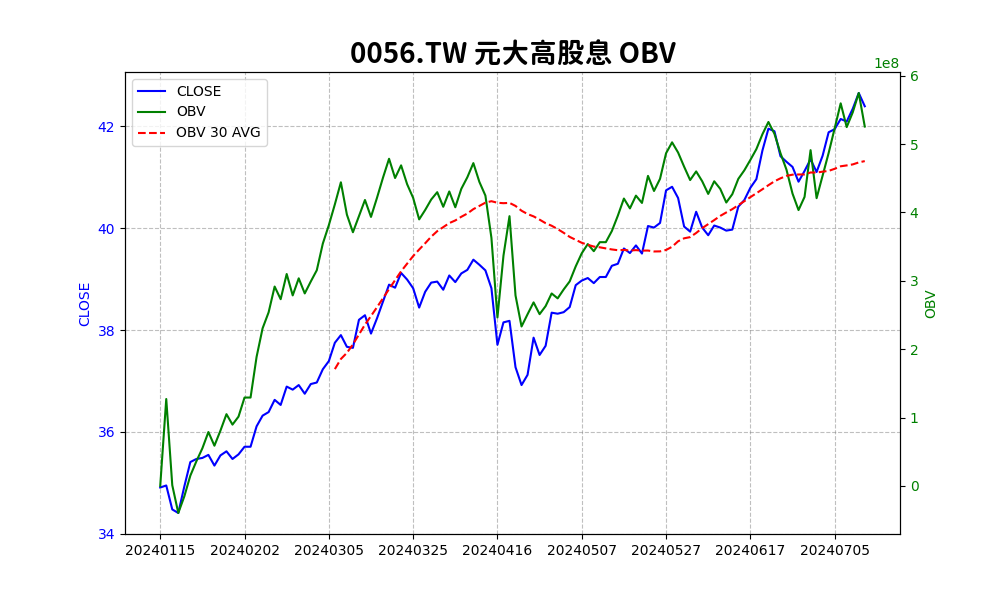 0056.TW 元大高股息 OBV
1e8
CLOSE
OBV
OBV 30 AVG
42
40
38
36
34
CLOSE
6
5
4
3
2
1
0
OBV
20240115 20240202 20240305 20240325 20240416 20240507 20240527 20240617 20240705